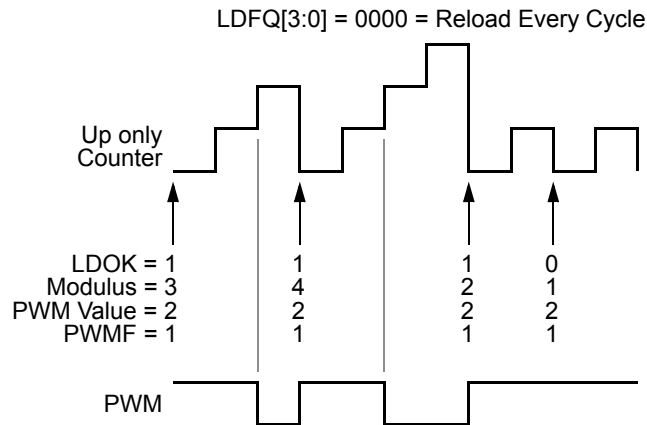 LDFQ[3:0] = 0000 = Reload Every Cycle
Up only
Counter
LDOK = 1 1 1 0
Modulus = 3 4 2 1
PWM Value = 2 2 2 2
PWMF = 1 1 1 1
PWM